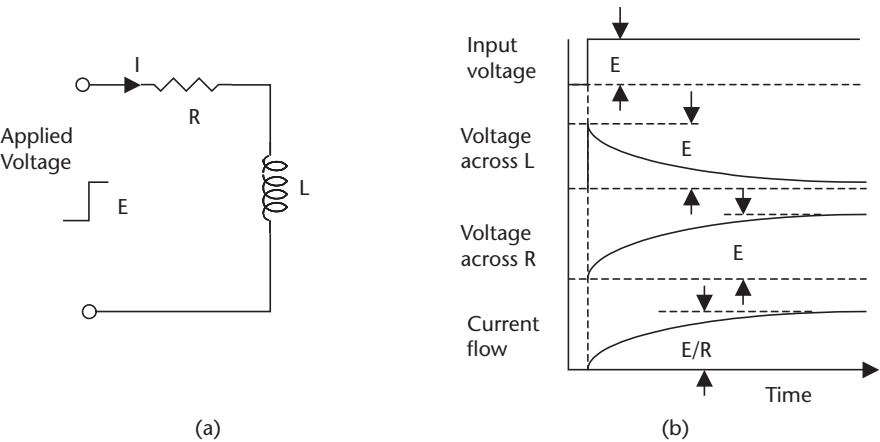 I
R
Applied
Voltage
E
L
(a)
Input
voltage
E
Voltage
across L
E
Voltage
across R
E
Current
flow
E/R
Time
(b)